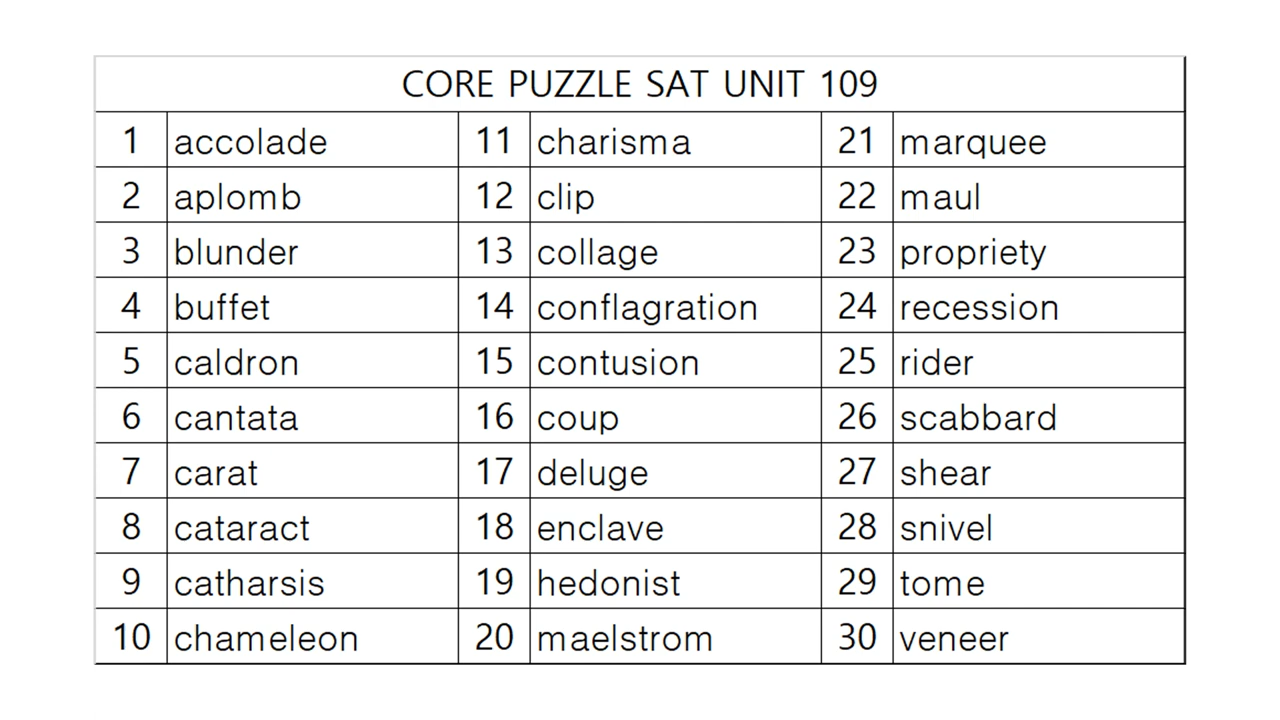 CORE PUZZLE SAT UNIT 109
1 accolade 11 charisma 21 marquee
2 aplomb 12 clip 22 maul
3 blunder 13 collage 23 propriety
4 buffet 14 conflagration 24 recession
5 caldron 15 contusion 25 rider
6 cantata 16 coup 26 scabbard
7 carat 17 deluge 27 shear
8 cataract 18 enclave 28 snivel
9 catharsis 19 hedonist 29 tome
10 chameleon 20 maelstrom 30 veneer